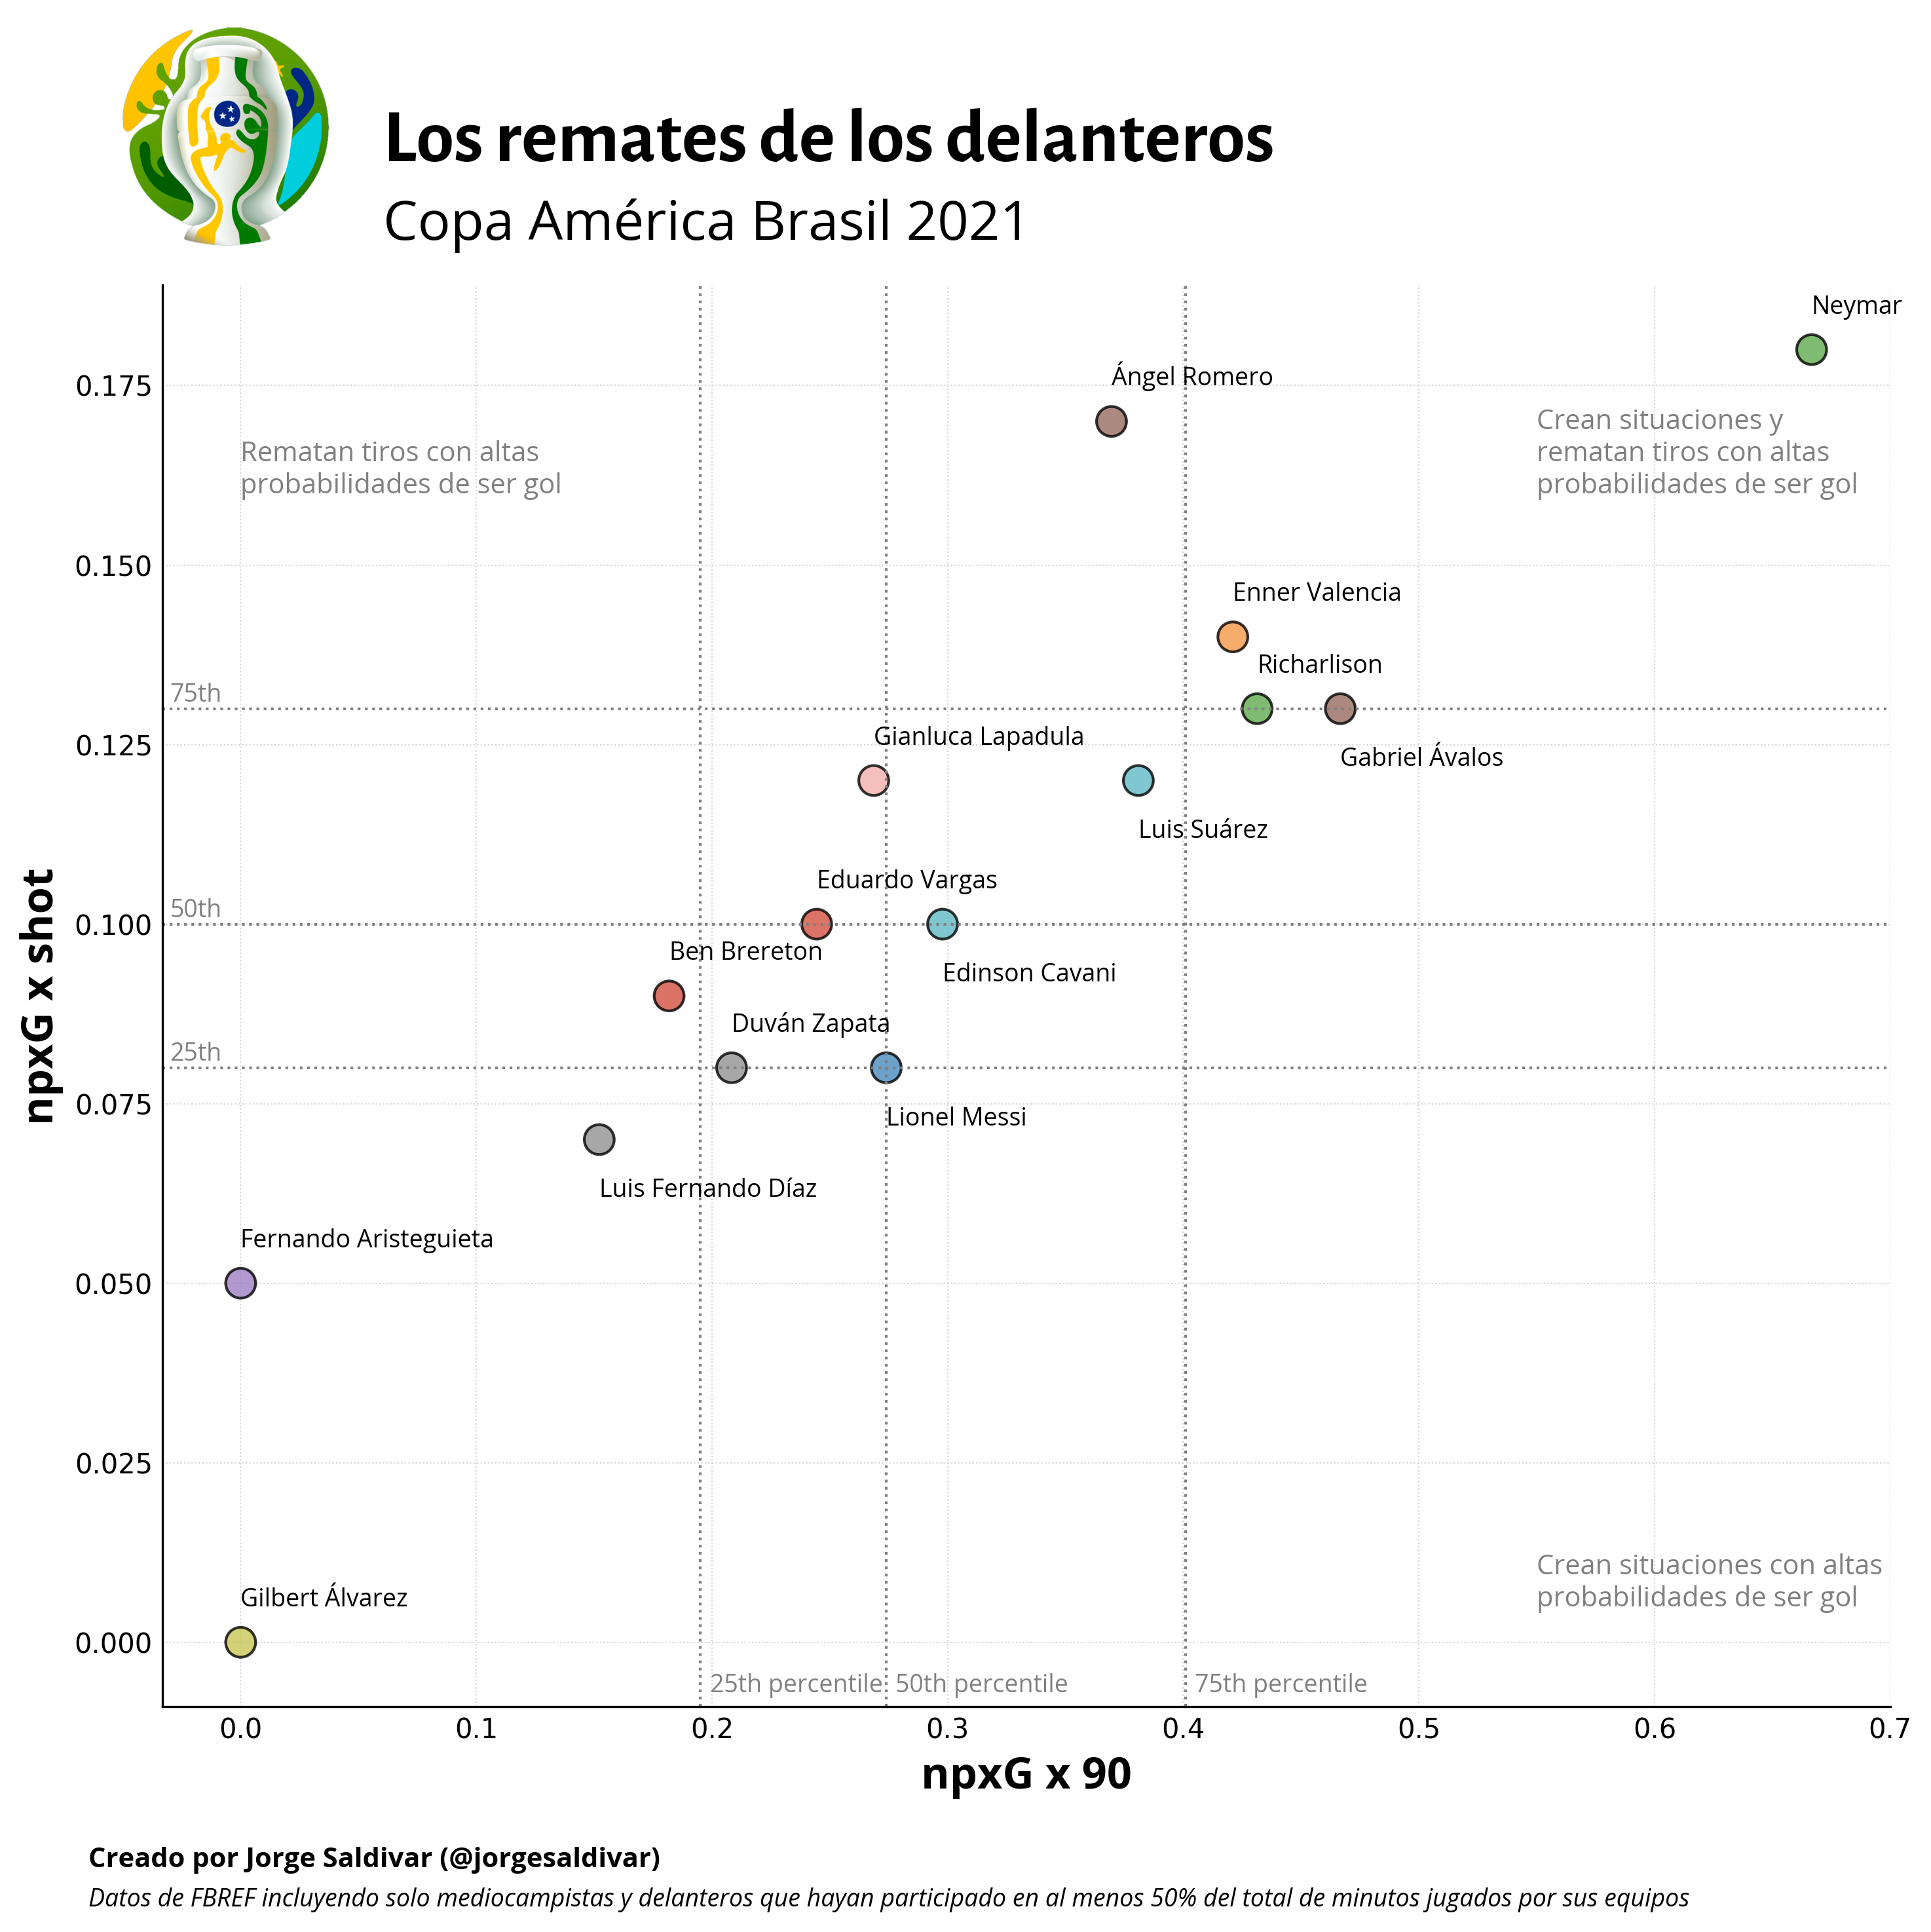 Los remates de los delanteros
Copa América Brasil 2021
Neymar
Ángel Romero
0.175
Crean situaciones y
rematan tiros con altas
probabilidades de ser gol
Rematan tiros con altas
probabilidades de ser gol
0.150
Enner Valencia
Richarlison
75th
Gianluca Lapadula
0.125
Gabriel Ávalos
Luis Suárez
Eduardo Vargas
50th
0.100
Ben Brereton
Edinson Cavani
Duván Zapata
25th
0.075
Lionel Messi
Luis Fernando Díaz
Fernando Aristeguieta
0.050
0.025
Crean situaciones con altas
probabilidades de ser gol
Gilbert Álvarez
0.000
npxG x shot
25th percentile
50th percentile
75th percentile
0.0
0.1
0.2
0.3
0.4
0.5
0.6
0.7
npxG x 90
Creado por Jorge Saldivar (@jorgesaldivar)
Datos de FBREF incluyendo solo mediocampistas y delanteros que hayan participado en al menos 50% del total de minutos jugados por sus equipos